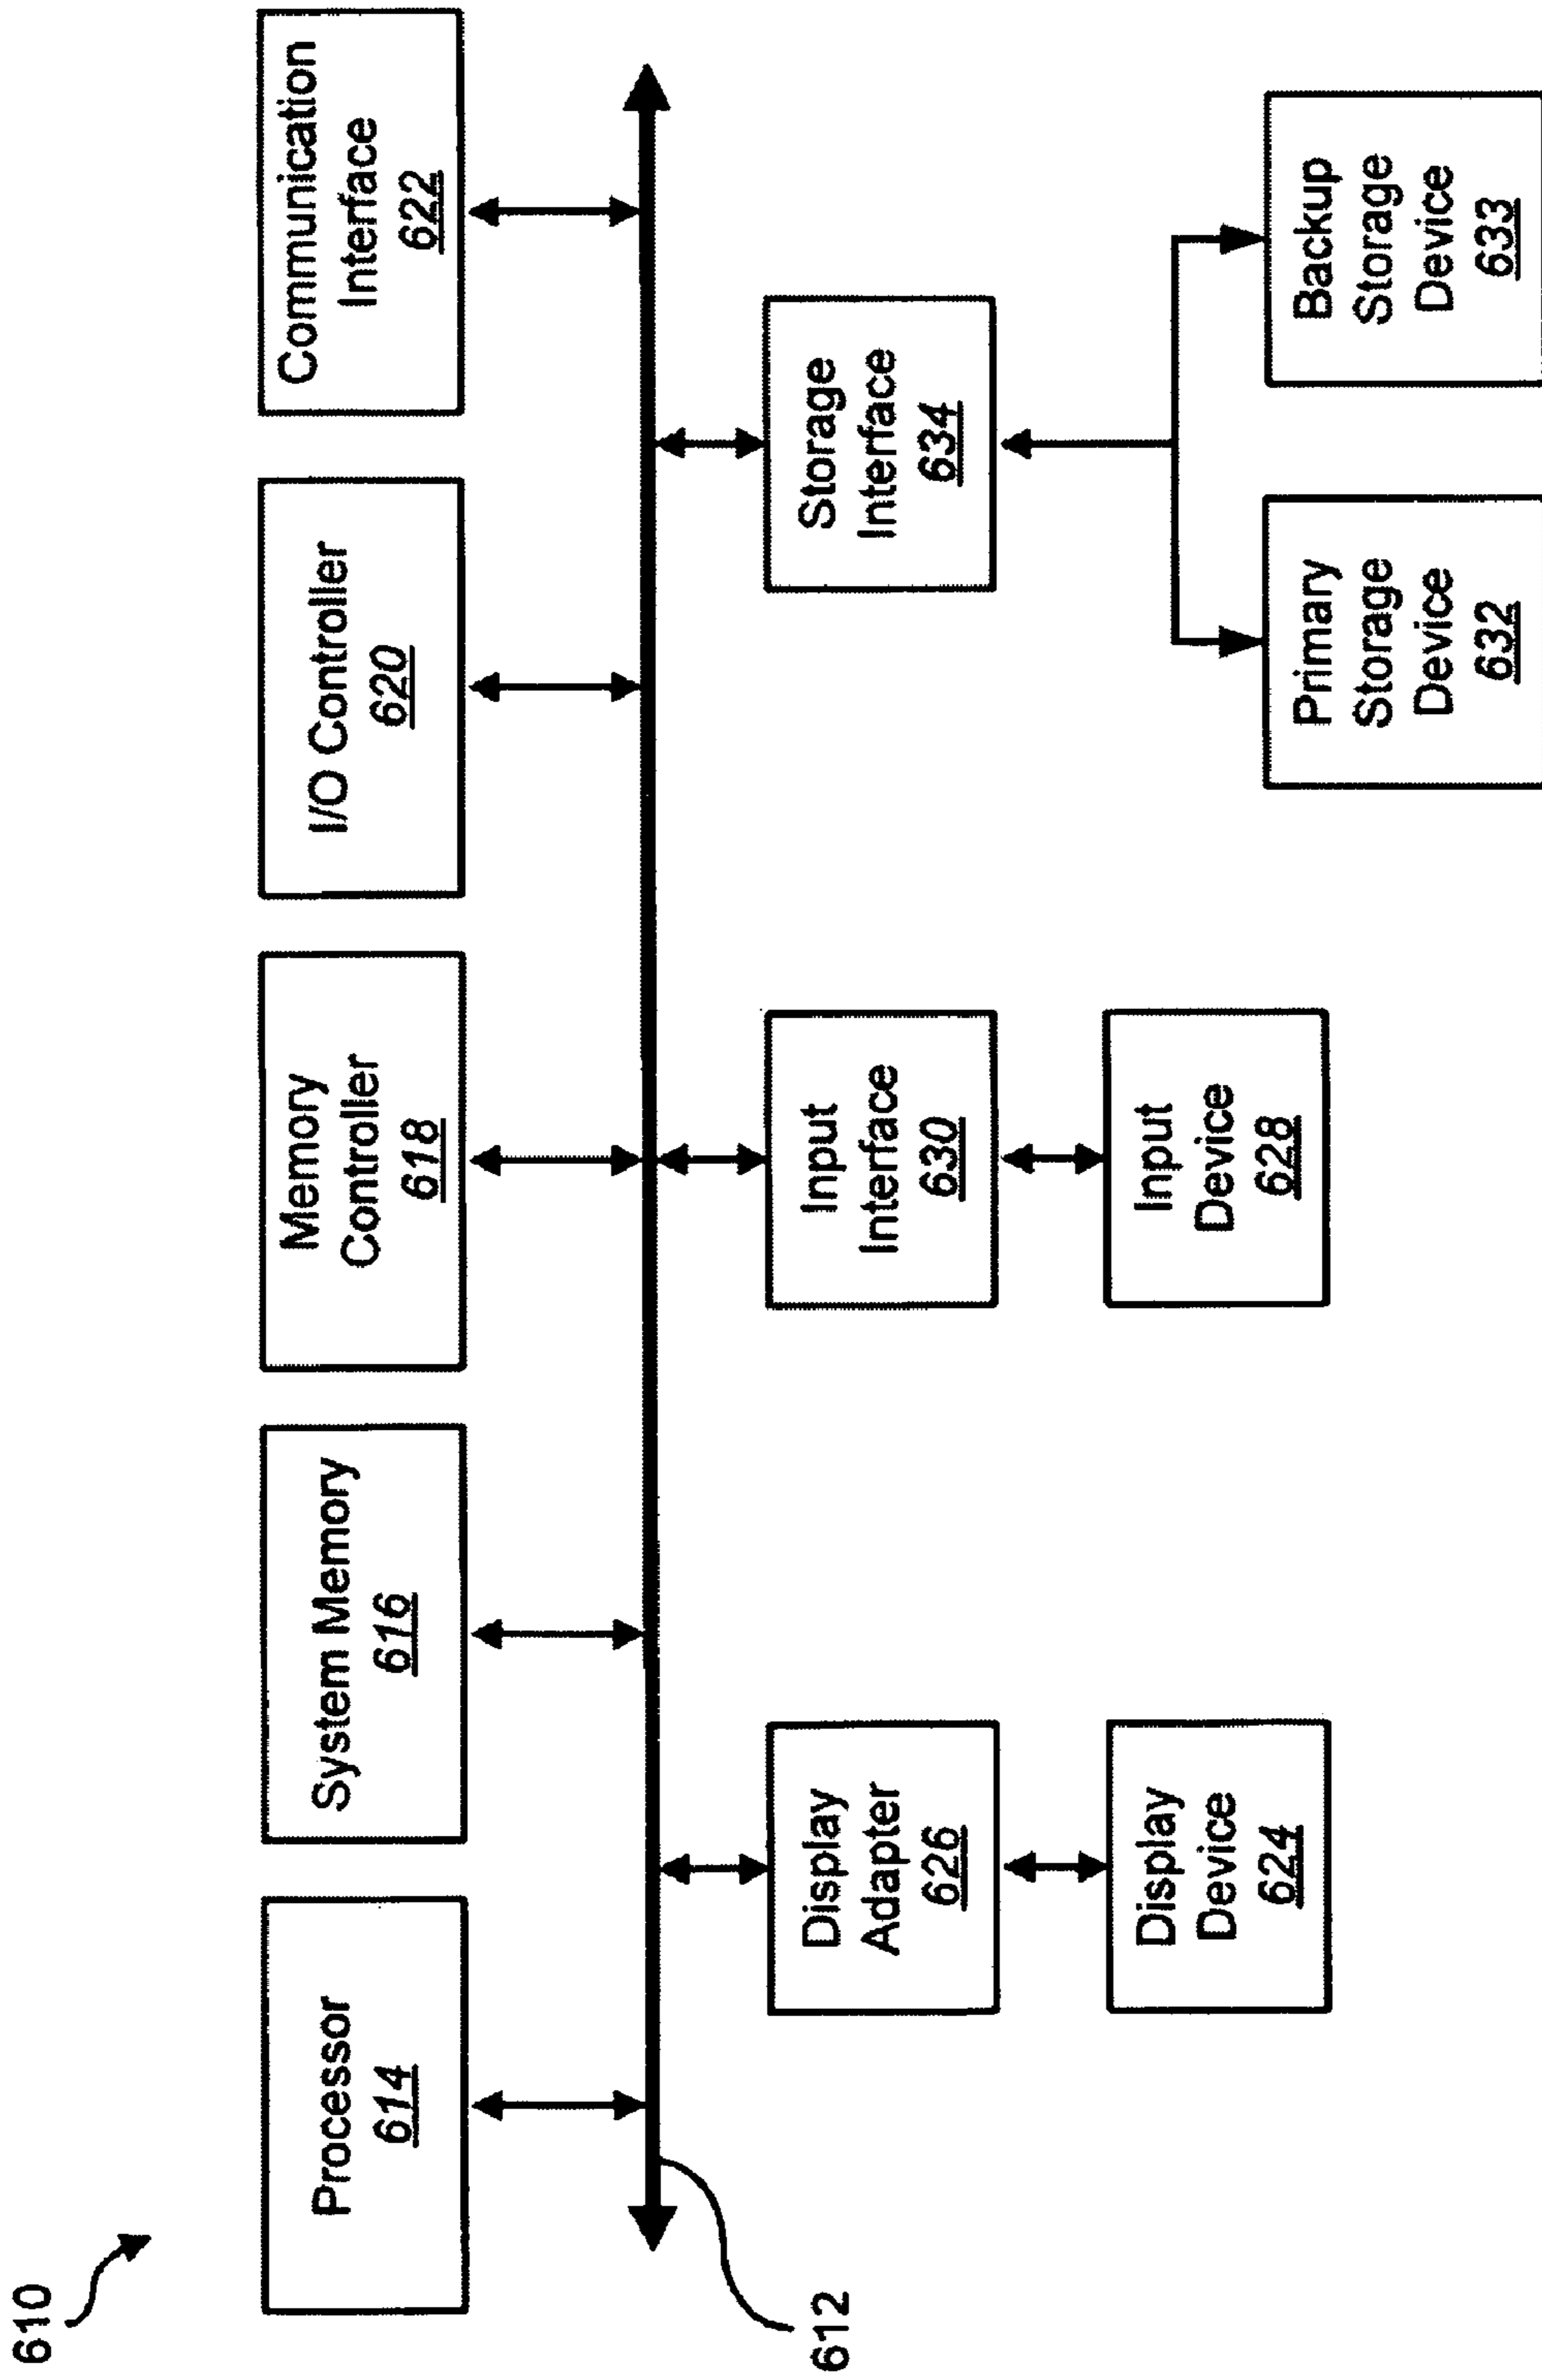 610
Processor
614
System Memory
616
Memory
Controller
618
I/O Controller
620
Communication
Interface
622
612
Display
Adapter
626
Input
Interface
630
Storage
Interface
634
Display
Device
624
Input
Device
628
Primary
Storage
Device
632
Backup
Storage
Device
633